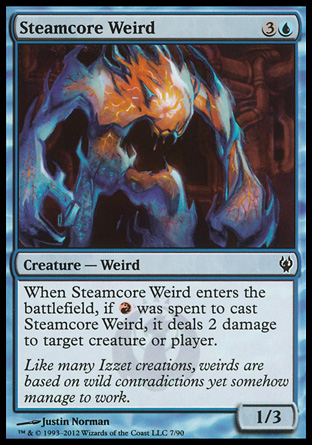 Steamcore Weird 3
Creature — Weird
When Steamcore Weird enters the
battlefield, if was spent to cast
Steamcore Weird, it deals 2 damage
to target creature or player.
Like many Izzet creations, weirds are
based on wild contradictions yet somehow
manage to work.
Justin Norman
™ & © 1993–2012 Wizards of the Coast LLC 7/90
1/3